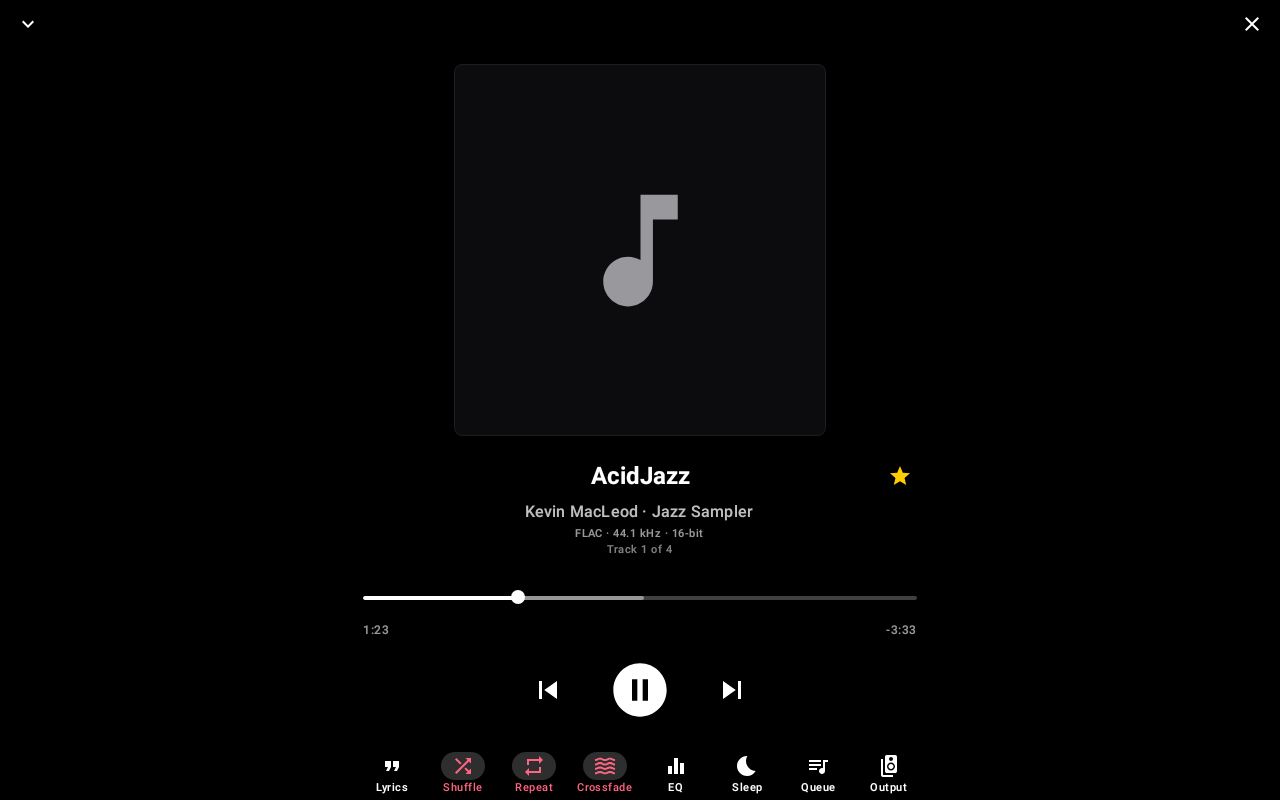 AcidJazz
Kevin MacLeod · Jazz Sampler
FLAC · 44.1 kHz · 16-bit
Track 1 of 4
1:23
-3:33
Lyrics
Shuffle
Repeat
Crossfade
EQ
Sleep
Queue
Output